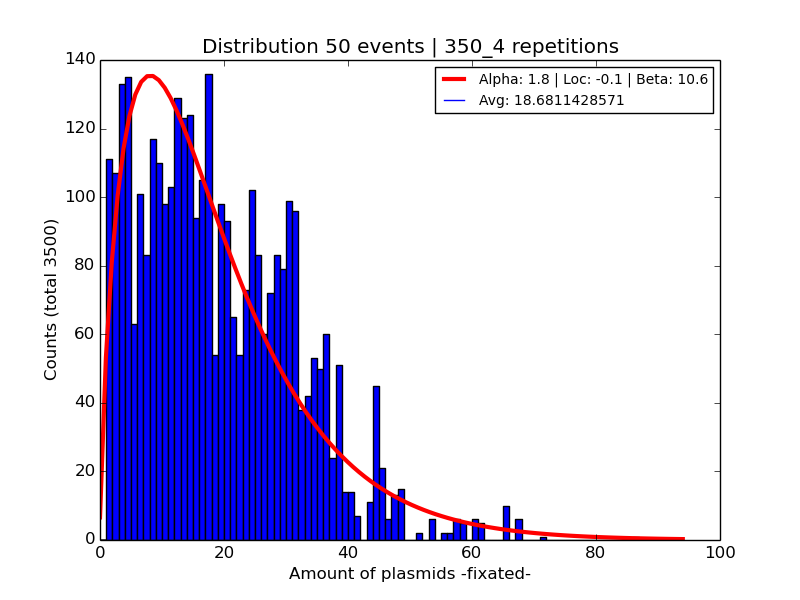 Distribution 50 events | 350_4 repetitions
Alpha: 1.8 | Loc: -0.1 | Beta: 10.6
Avg: 18.6811428571
140
120
100
80
60
40
20
0
Counts (total 3500)
0 20 40 60 80 100
Amount of plasmids -fixated-